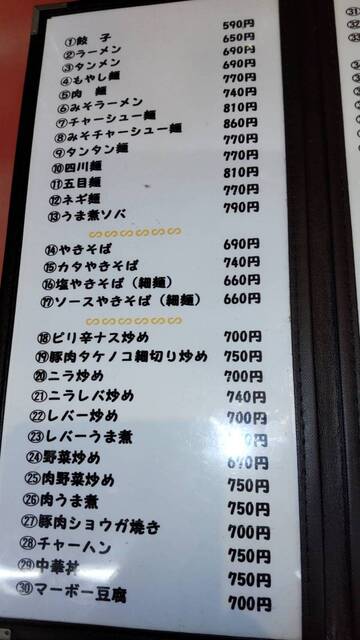 ①餃　子 590円
②ラーメン 650円
③タンメン 690円
④もやし麺 690円
⑤肉　麺 770円
⑥みそラーメン 740円
⑦チャーシュー麺 810円
⑧みそチャーシュー麺 860円
⑨タンタン麺 770円
⑩四川麺 770円
⑪五目麺 810円
⑫ネギ麺 770円
⑬うま煮ソバ 790円
⑭やきそば 690円
⑮カタやきそば 740円
⑯塩やきそば（細麺） 660円
⑰ソースやきそば（細麺） 660円
⑱ピリ辛ナス炒め 700円
⑲豚肉タケノコ細切り炒め 750円
⑳ニラ炒め 700円
㉑ニラレバ炒め 740円
㉒レバー炒め 700円
㉓レバーうま煮
㉔野菜炒め 690円
㉕肉野菜炒め 750円
㉖肉うま煮 750円
㉗豚肉ショウガ焼き 700円
㉘チャーハン 750円
㉙中華丼 750円
㉚マーボー豆腐 700円